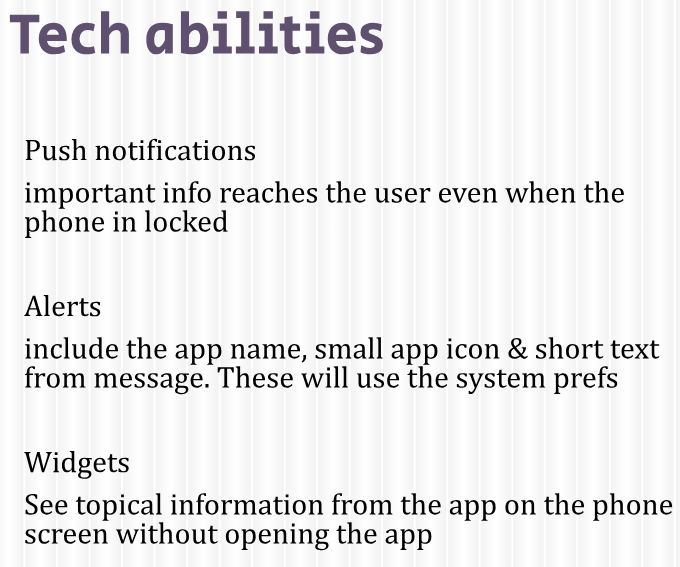 Tech abilities
Push notifications
important info reaches the user even when the
phone in locked
Alerts
include the app name, small app icon & short text
from message. These will use the system prefs
Widgets
See topical information from the app on the phone
screen without opening the app